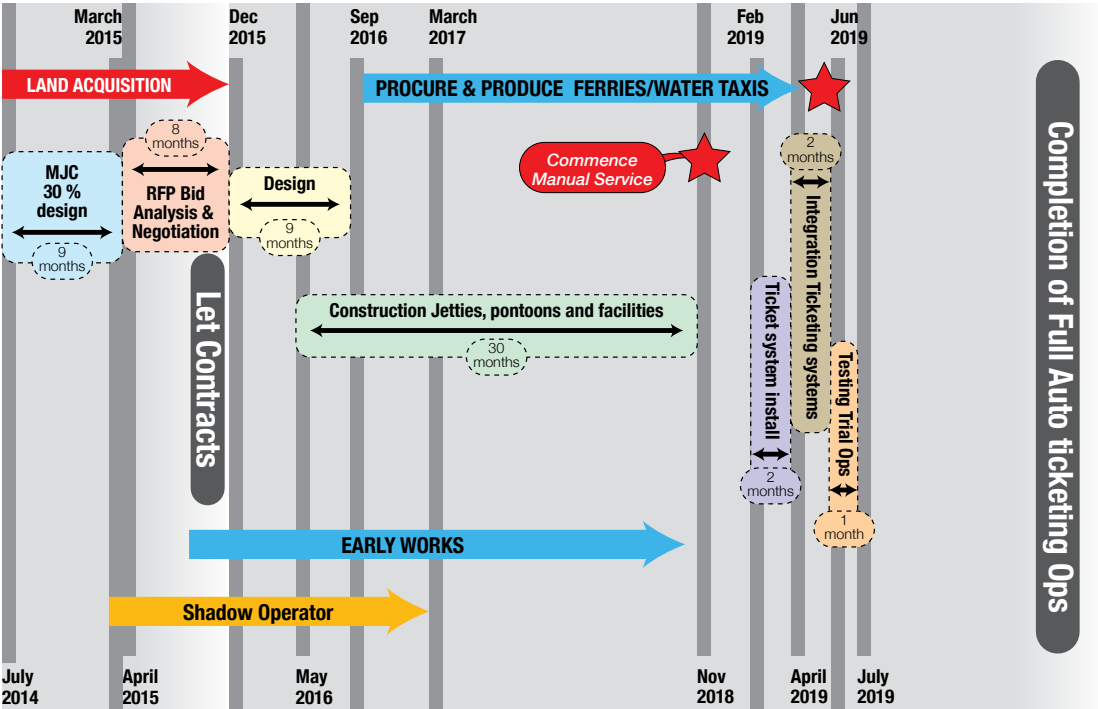 March
2015
Dec
2015
Sep
2016
March
2017
Feb
2019
Jun
2019
LAND ACQUISITION
PROCURE & PRODUCE FERRIES/WATER TAXIS
8
months
MJC
30 %
design
9
months
RFP Bid
Analysis &
Negotiation
Design
9
months
Commence
Manual Service
2
months
Integration Ticketing systems
Let Contracts
Construction Jetties, pontoons and facilities
30
months
Ticket system install
2
months
Testing Trial Ops
1
month
EARLY WORKS
Shadow Operator
Completion of Full Auto ticketing Ops
July
2014
April
2015
May
2016
Nov
2018
April
2019
July
2019